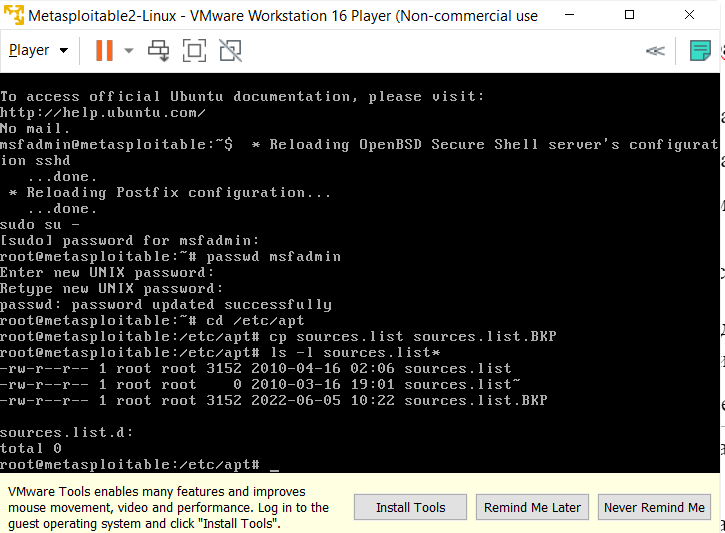 Metasploitable2-Linux - VMware Workstation 16 Player (Non-commercial use
Player
To access official Ubuntu documentation, please visit:
http://help.ubuntu.com/
No mail.
msfadmin@metasploitable:~$  * Reloading OpenBSD Secure Shell server's configurat
ion sshd
   ...done.
 * Reloading Postfix configuration...
   ...done.
sudo su -
[sudo] password for msfadmin:
root@metasploitable:~# passwd msfadmin
Enter new UNIX password:
Retype new UNIX password:
passwd: password updated successfully
root@metasploitable:~# cd /etc/apt
root@metasploitable:/etc/apt# cp sources.list sources.list.BKP
root@metasploitable:/etc/apt# ls -l sources.list*
-rw-r--r-- 1 root root 3152 2010-04-16 02:06 sources.list
-rw-r--r-- 1 root root    0 2010-03-16 19:01 sources.list~
-rw-r--r-- 1 root root 3152 2022-06-05 10:22 sources.list.BKP
sources.list.d:
total 0
root@metasploitable:/etc/apt# _
VMware Tools enables many features and improves
mouse movement, video and performance. Log in to the
guest operating system and click "Install Tools".
Install Tools
Remind Me Later
Never Remind Me